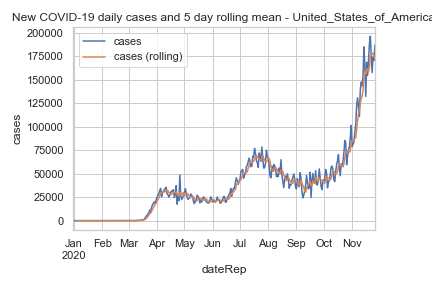 New COVID-19 daily cases and 5 day rolling mean - United_States_of_America
200000
175000
150000
125000
100000
75000
50000
25000
0
cases
cases
cases (rolling)
Jan Feb Mar Apr May Jun Jul Aug Sep Oct Nov
2020
dateRep